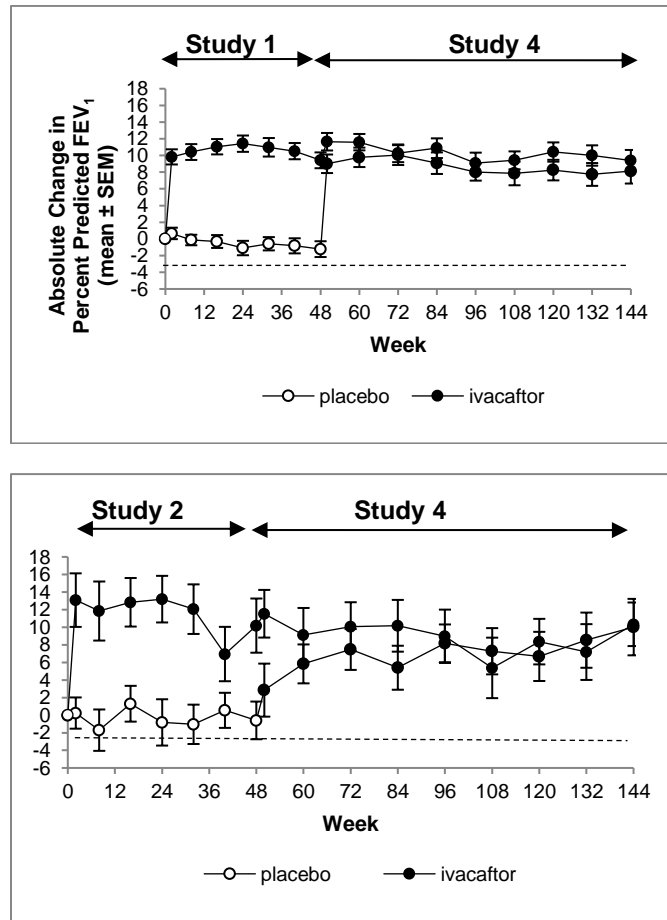 Study 1 Study 4
Absolute Change in
Percent Predicted FEV₁
(mean ± SEM)
18
16
14
12
10
8
6
4
2
0
-2
-4
-6
0 12 24 36 48 60 72 84 96 108 120 132 144
Week
placebo ivacaftor
Study 2 Study 4
18
16
14
12
10
8
6
4
2
0
-2
-4
-6
0 12 24 36 48 60 72 84 96 108 120 132 144
Week
placebo ivacaftor